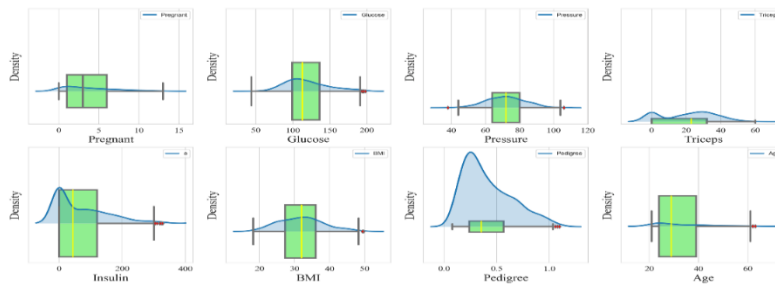 Pregnant
Density
0 5 10 15
Pregnant
Glucose
Density
50 100 150 200
Glucose
Pressure
Density
40 60 80 100 120
Pressure
Tricep
Density
0 20 40 60
Triceps
Density
0 200 400
Insulin
BMI
Density
20 30 40 50
BMI
Pedigree
Density
0.0 0.5 1.0
Pedigree
Ag
Density
20 40 60
Age